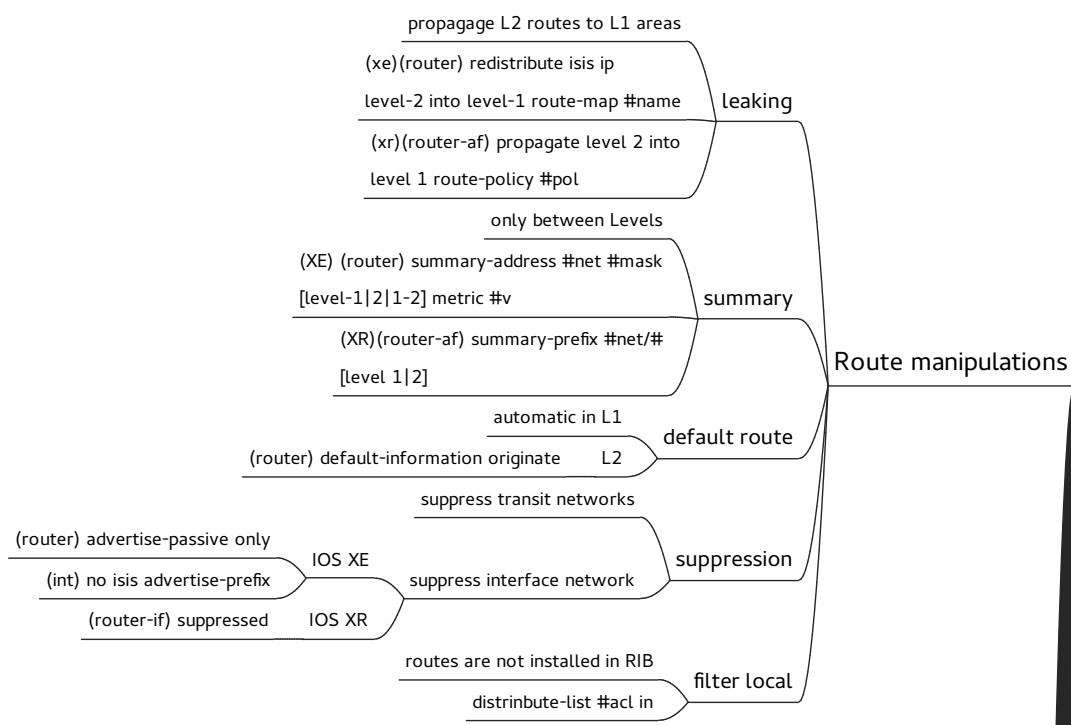 propagage L2 routes to L1 areas
(xe)(router) redistribute isis ip
level-2 into level-1 route-map #name
leaking
(xr)(router-af) propagate level 2 into
level 1 route-policy #pol
only between Levels
(XE) (router) summary-address #net #mask
[level-1|2|1-2] metric #v
summary
(XR)(router-af) summary-prefix #net/#
[level 1|2]
Route manipulations
automatic in L1
default route
(router) default-information originate
L2
suppress transit networks
(router) advertise-passive only
IOS XE
suppression
(int) no isis advertise-prefix
suppress interface network
(router-if) suppressed
IOS XR
routes are not installed in RIB
filter local
distrinbute-list #acl in